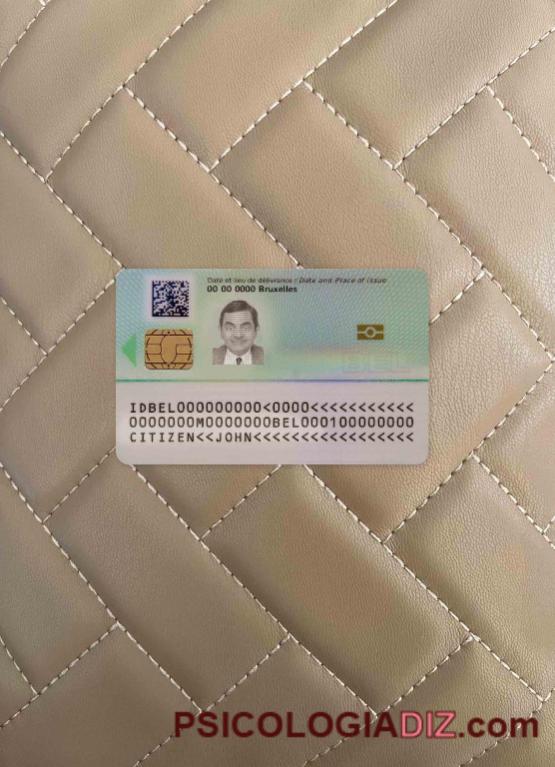 Date et lieu de délivrance / Date and Place of issue
00 00 0000 Bruxelles
BEL
IDBEL000000000<0000<<<<<<<<<<<
0000000M0000000BEL000100000000
CITIZEN<<JOHN<<<<<<<<<<<<<<<<<
PSICOLOGIADIZ.com